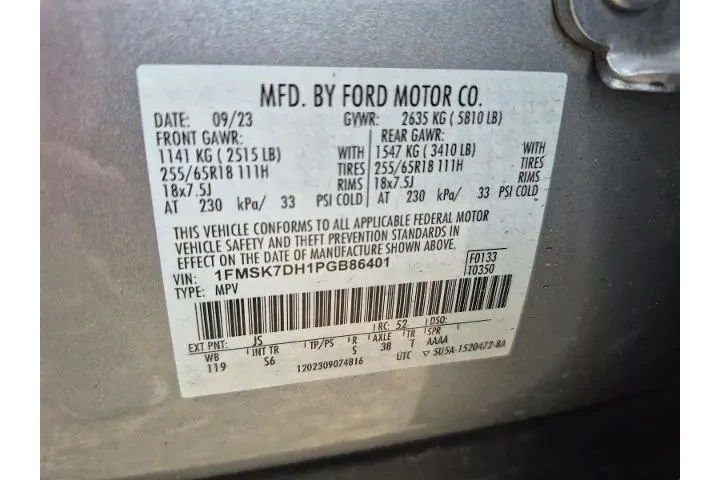 MFD. BY FORD MOTOR CO.
DATE: 09/23 GVWR: 2635 KG ( 5810 LB)
FRONT GAWR: REAR GAWR:
1141 KG ( 2515 LB) WITH 1547 KG ( 3410 LB) WITH
255/65R18 111H TIRES 255/65R18 111H TIRES
18x7.5J RIMS 18x7.5J RIMS
AT 230 kPa/ 33 PSI COLD AT 230 kPa/ 33 PSI COLD
THIS VEHICLE CONFORMS TO ALL APPLICABLE FEDERAL MOTOR
VEHICLE SAFETY AND THEFT PREVENTION STANDARDS IN
EFFECT ON THE DATE OF MANUFACTURE SHOWN ABOVE.
VIN: 1FMSK7DH1PGB86401 F0133
TYPE: MPV T0350
EXT PNT: JS RC: 52 DSO:
WB INT TR TP/PS R AXLE TR SPR
119 S6 S 3B T AAAA
1202309074816 UTC ▽ 5U5A-1520472-BA